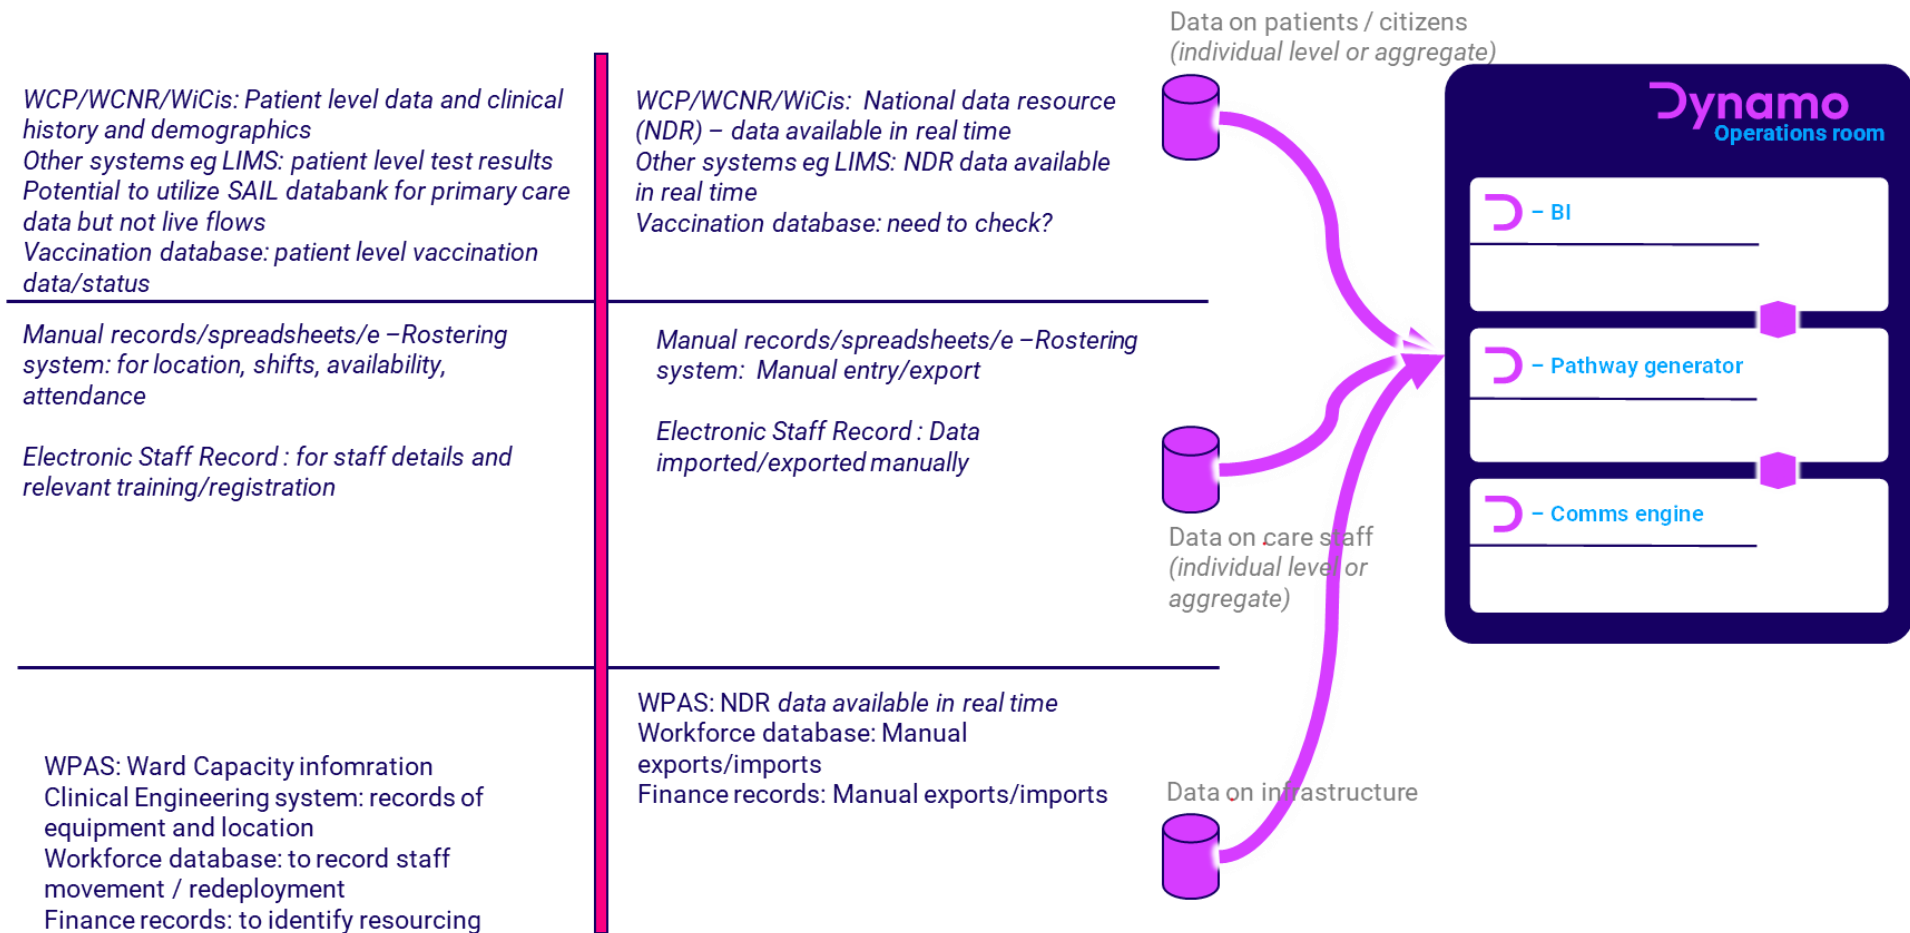 WCP/WCNR/WiCis: Patient level data and clinical
history and demographics
Other systems eg LIMS: patient level test results
Potential to utilize SAIL databank for primary care
data but not live flows
Vaccination database: patient level vaccination
data/status
WCP/WCNR/WiCis:  National data resource
(NDR) – data available in real time
Other systems eg LIMS: NDR data available
in real time
Vaccination database: need to check?
Data on patients / citizens
(individual level or aggregate)
Manual records/spreadsheets/e –Rostering
system: for location, shifts, availability,
attendance
Electronic Staff Record : for staff details and
relevant training/registration
Manual records/spreadsheets/e –Rostering
system:  Manual entry/export
Electronic Staff Record : Data
imported/exported manually
Data on care staff
(individual level or
aggregate)
WPAS: Ward Capacity infomration
Clinical Engineering system: records of
equipment and location
Workforce database: to record staff
movement / redeployment
Finance records: to identify resourcing
WPAS: NDR data available in real time
Workforce database: Manual
exports/imports
Finance records: Manual exports/imports
Data on infrastructure
Dynamo
Operations room
D – BI
D – Pathway generator
D – Comms engine